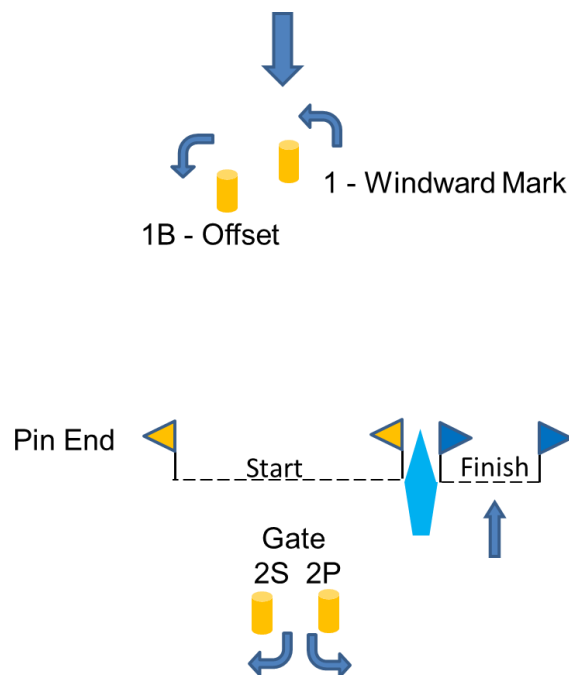 1 - Windward Mark
1B - Offset
Pin End
Start
Finish
Gate
2S 2P